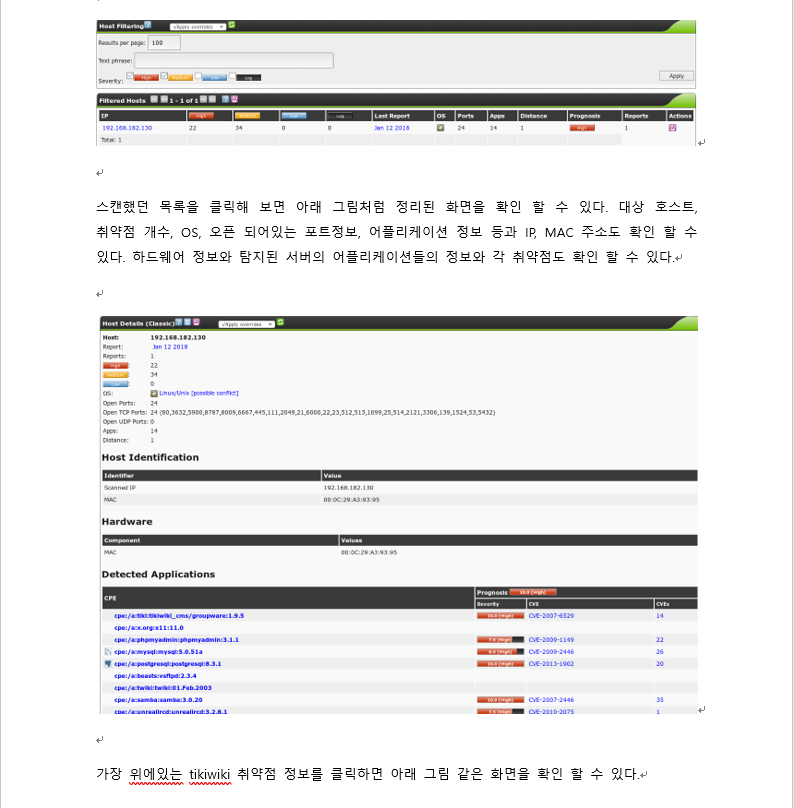 Host Filtering √Apply overrides
Results per page: 100
Text phrase:
Severity: High Medium Low Log
Apply
Filtered Hosts 1 - 1 of 1
IP High Medium Low Log Last Report OS Ports Apps Distance Prognosis Reports Actions
192.168.182.130 22 34 0 0 Jan 12 2018 24 14 1 High 1
Total: 1
스캔했던 목록을 클릭해 보면 아래 그림처럼 정리된 화면을 확인 할 수 있다. 대상 호스트,
취약점 개수, OS, 오픈 되어있는 포트정보, 어플리케이션 정보 등과 IP, MAC 주소도 확인 할 수
있다. 하드웨어 정보와 탐지된 서버의 어플리케이션들의 정보와 각 취약점도 확인 할 수 있다.
Host Details (Classic) √Apply overrides
Host: 192.168.182.130
Report: Jan 12 2018
Reports: 1
High: 22
Medium: 34
Low: 0
OS: Linux/Unix [possible conflict]
Open Ports: 24
Open TCP Ports: 24 (80,3632,5900,8787,8009,6667,445,111,2049,21,6000,22,23,512,513,1099,25,514,2121,3306,139,1524,53,5432)
Open UDP Ports: 0
Apps: 14
Distance: 1
Host Identification
Identifier Value
Scanned IP 192.168.182.130
MAC 00:0C:29:A3:93:95
Hardware
Component Values
MAC 00:0C:29:A3:93:95
Detected Applications
CPE Prognosis 10.0 (High)
Severity CVE CVEs
cpe:/a:tiki:tikiwiki_cms/groupware:1.9.5 10.0 (High) CVE-2007-6529 14
cpe:/a:x.org:x11:11.0
cpe:/a:phpmyadmin:phpmyadmin:3.1.1 7.5 (High) CVE-2009-1149 22
cpe:/a:mysql:mysql:5.0.51a 8.5 (High) CVE-2009-2446 26
cpe:/a:postgresql:postgresql:8.3.1 10.0 (High) CVE-2013-1902 20
cpe:/a:beasts:vsftpd:2.3.4
cpe:/a:twiki:twiki:01.Feb.2003
cpe:/a:samba:samba:3.0.20 10.0 (High) CVE-2007-2446 35
cpe:/a:unrealircd:unrealircd:3.2.8.1 7.5 (High) CVE-2010-2075 1
가장 위에있는 tikiwiki 취약점 정보를 클릭하면 아래 그림 같은 화면을 확인 할 수 있다.